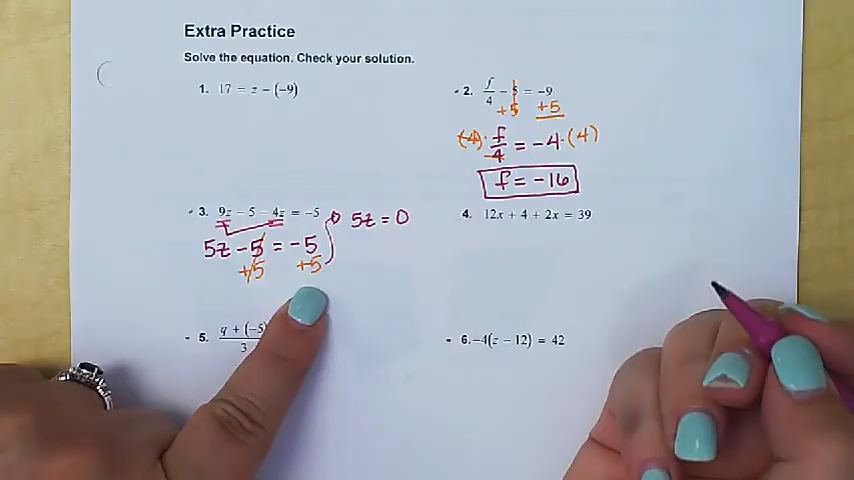 Extra Practice
Solve the equation. Check your solution.
1. 17 = z − (−9)
- 2. f/4 − 5 = −9
+5 +5
(4) · f/4 = −4 · (4)
f = −16
- 3. 9z − 5 − 4z = −5
5z − 5 = −5
+5 +5
5z = 0
4. 12x + 4 + 2x = 39
- 5. q + (−5) / 3
- 6. −4(z − 12) = 42